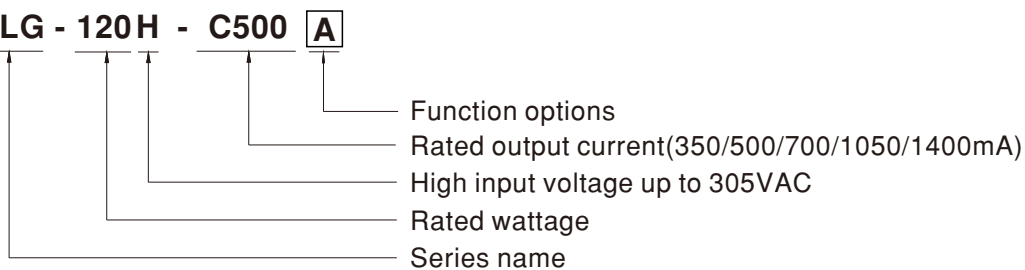 LG - 120 H - C500 A
Function options
Rated output current(350/500/700/1050/1400mA)
High input voltage up to 305VAC
Rated wattage
Series name